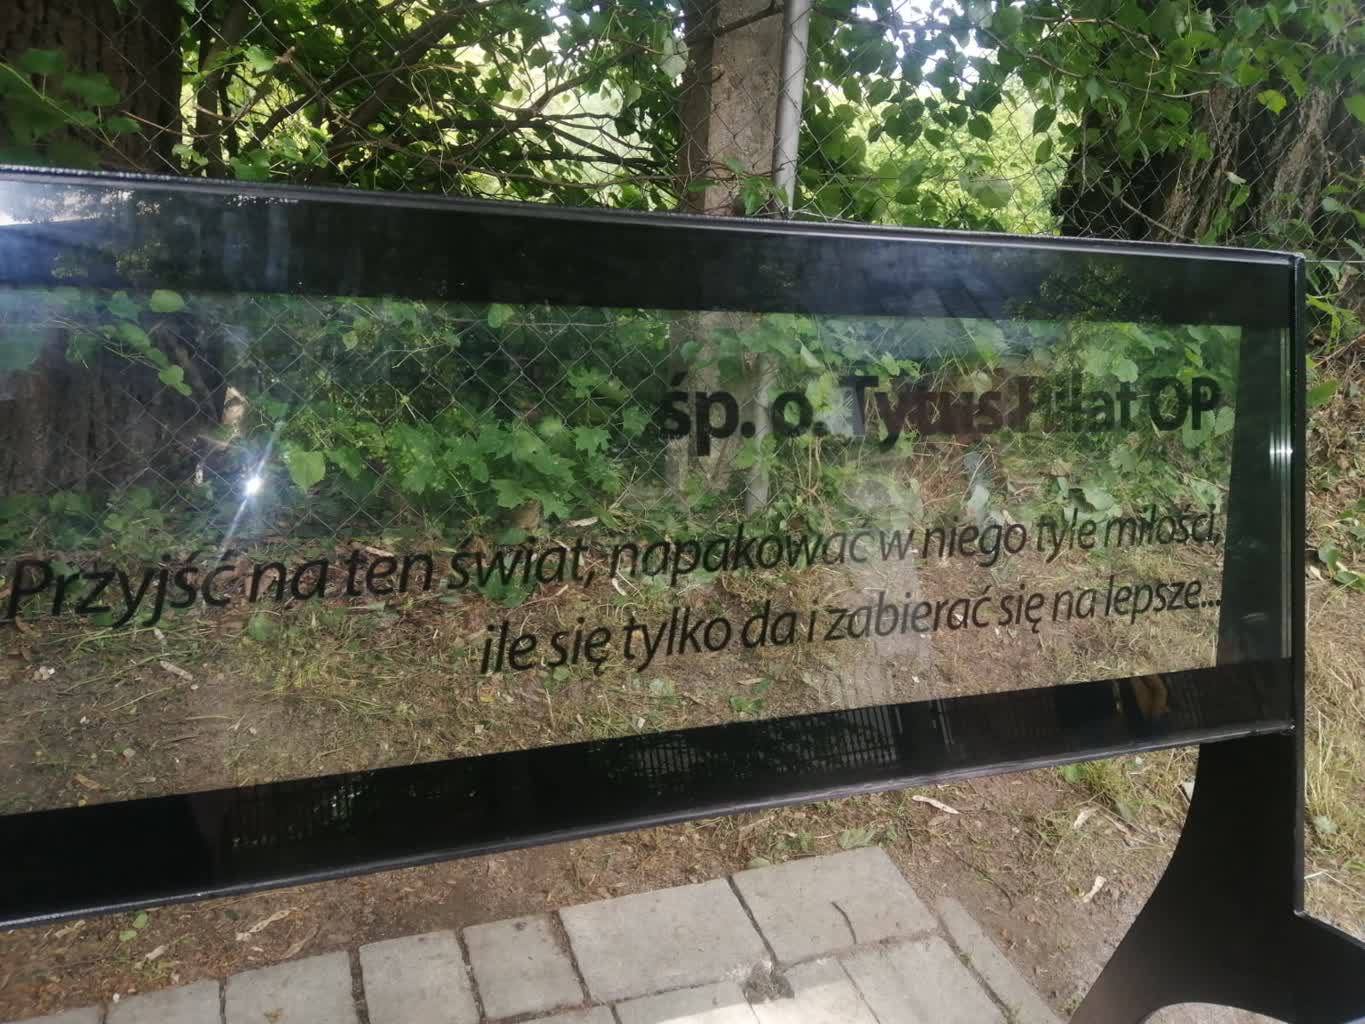 śp. o. Tytus Piłat OP
Przyjść na ten świat, napakować w niego tyle miłości,
ile się tylko da i zabierać się na lepsze...